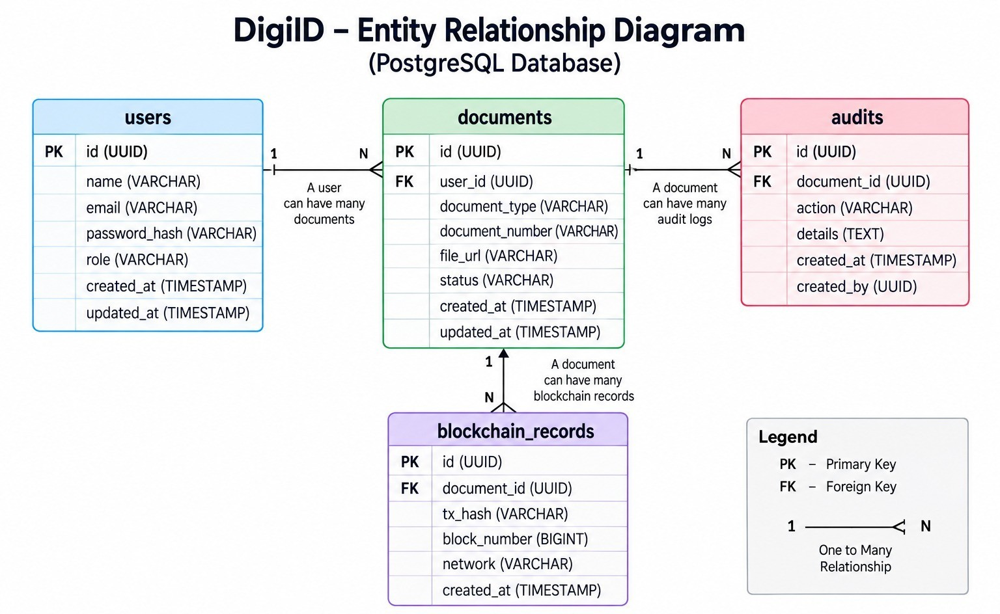 DigiID – Entity Relationship Diagram
(PostgreSQL Database)
users
PK id (UUID)
name (VARCHAR)
email (VARCHAR)
password_hash (VARCHAR)
role (VARCHAR)
created_at (TIMESTAMP)
updated_at (TIMESTAMP)
1 N
A user
can have many
documents
documents
PK id (UUID)
FK user_id (UUID)
document_type (VARCHAR)
document_number (VARCHAR)
file_url (VARCHAR)
status (VARCHAR)
created_at (TIMESTAMP)
updated_at (TIMESTAMP)
1 N
A document
can have many
audit logs
audits
PK id (UUID)
FK document_id (UUID)
action (VARCHAR)
details (TEXT)
created_at (TIMESTAMP)
created_by (UUID)
1
N
A document
can have many
blockchain records
blockchain_records
PK id (UUID)
FK document_id (UUID)
tx_hash (VARCHAR)
block_number (BIGINT)
network (VARCHAR)
created_at (TIMESTAMP)
Legend
PK – Primary Key
FK – Foreign Key
1 N
One to Many
Relationship